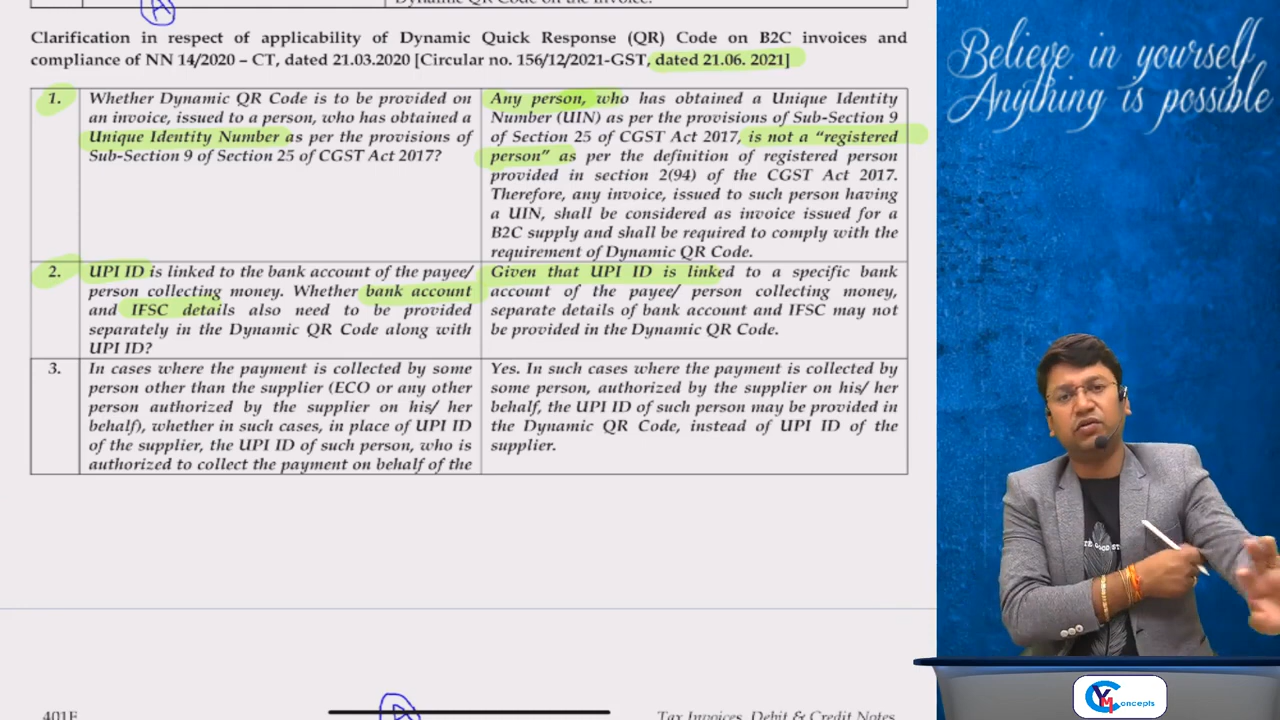 Dynamic QR Code on the invoice.
A
Believe in yourself
Anything is possible
Clarification in respect of applicability of Dynamic Quick Response (QR) Code on B2C invoices and
compliance of NN 14/2020 – CT, dated 21.03.2020 [Circular no. 156/12/2021-GST, dated 21.06. 2021]
1.
Whether Dynamic QR Code is to be provided on
an invoice, issued to a person, who has obtained a
Unique Identity Number as per the provisions of
Sub-Section 9 of Section 25 of CGST Act 2017?
Any person, who has obtained a Unique Identity
Number (UIN) as per the provisions of Sub-Section 9
of Section 25 of CGST Act 2017, is not a “registered
person” as per the definition of registered person
provided in section 2(94) of the CGST Act 2017.
Therefore, any invoice, issued to such person having
a UIN, shall be considered as invoice issued for a
B2C supply and shall be required to comply with the
requirement of Dynamic QR Code.
2.
UPI ID is linked to the bank account of the payee/
person collecting money. Whether bank account
and IFSC details also need to be provided
separately in the Dynamic QR Code along with
UPI ID?
Given that UPI ID is linked to a specific bank
account of the payee/ person collecting money,
separate details of bank account and IFSC may not
be provided in the Dynamic QR Code.
3.
In cases where the payment is collected by some
person other than the supplier (ECO or any other
person authorized by the supplier on his/ her
behalf), whether in such cases, in place of UPI ID
of the supplier, the UPI ID of such person, who is
authorized to collect the payment on behalf of the
Yes. In such cases where the payment is collected by
some person, authorized by the supplier on his/ her
behalf, the UPI ID of such person may be provided in
the Dynamic QR Code, instead of UPI ID of the
supplier.
401E
Tax Invoices, Debit & Credit Notes
YM
Concepts